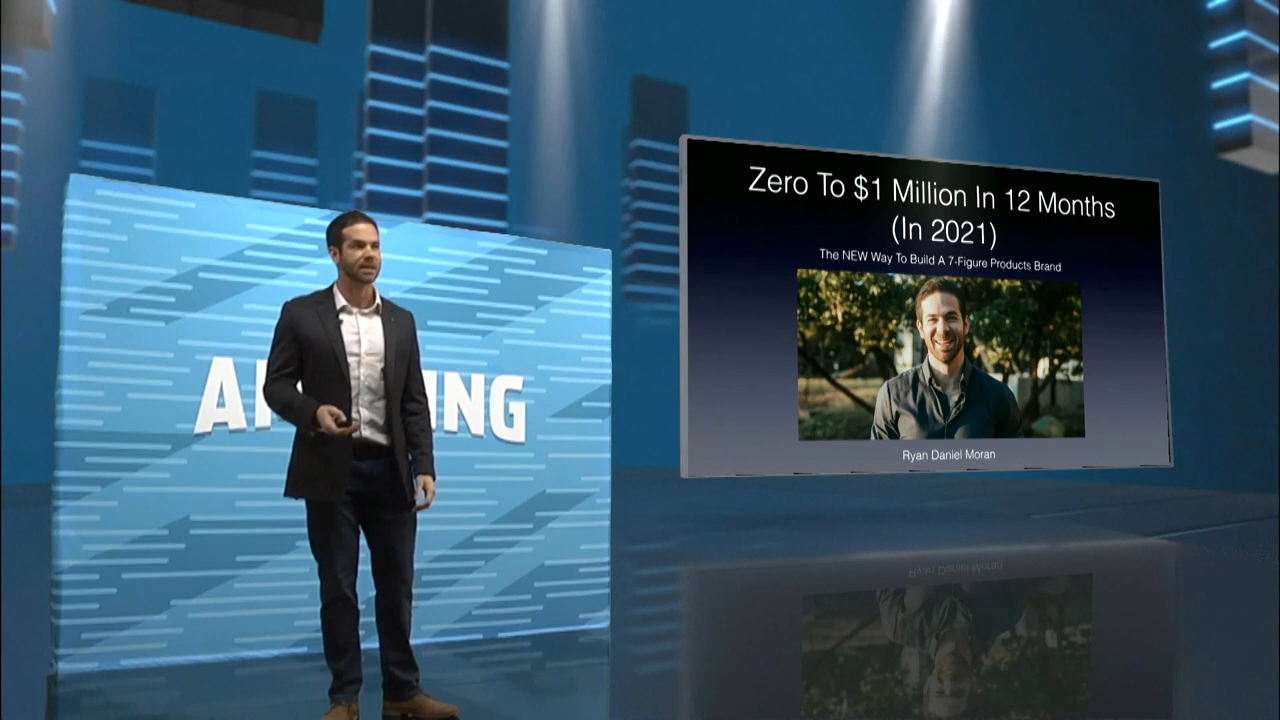 Zero To $1 Million In 12 Months
(In 2021)
The NEW Way To Build A 7-Figure Products Brand
Ryan Daniel Moran